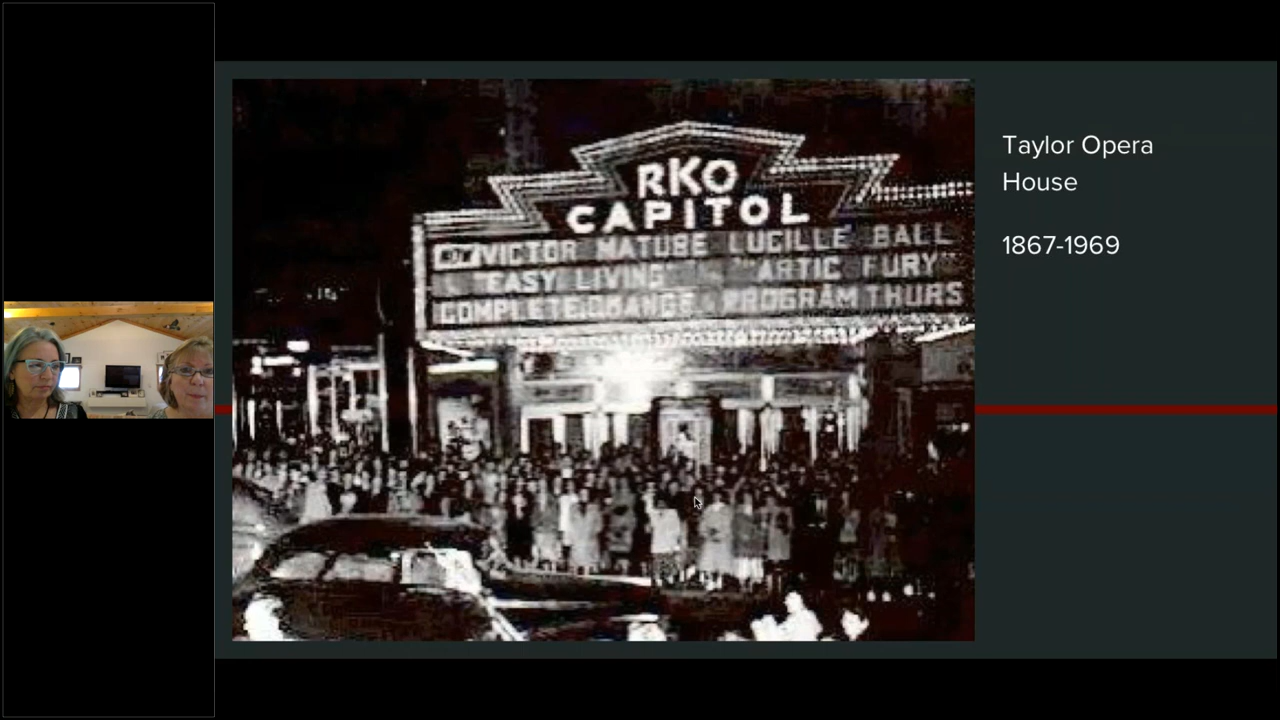 RKO
CAPITOL
VICTOR MATURE LUCILLE BALL
"EASY LIVING" "ARTIC FURY"
COMPLETE CHANGE PROGRAM THURS
Taylor Opera
House
1867-1969